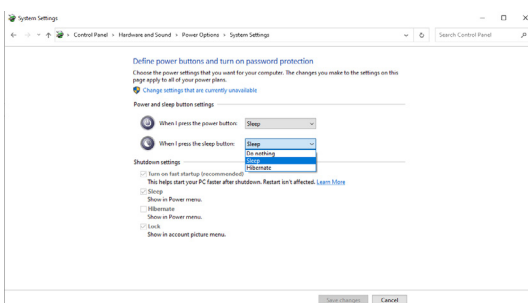 System Settings
Control Panel > Hardware and Sound > Power Options > System Settings
Search Control Panel
Define power buttons and turn on password protection
Choose the power settings that you want for your computer. The changes you make to the settings on this
page apply to all of your power plans.
Change settings that are currently unavailable
Power and sleep button settings
When I press the power button: Sleep
When I press the sleep button: Sleep
Do nothing
Sleep
Hibernate
Shutdown settings
Turn on fast startup (recommended)
This helps start your PC faster after shutdown. Restart isn't affected. Learn More
Sleep
Show in Power menu.
Hibernate
Show in Power menu.
Lock
Show in account picture menu.
Save changes Cancel